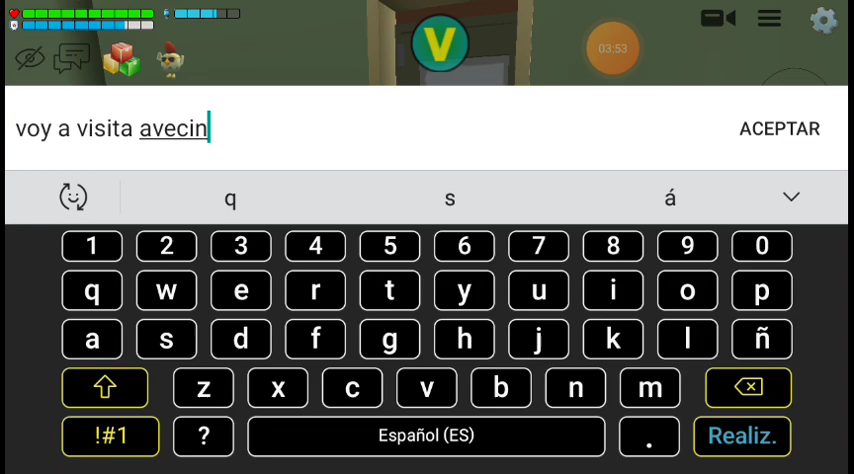 V
03:53
voy a visita avecin
ACEPTAR
q s á
1 2 3 4 5 6 7 8 9 0
q w e r t y u i o p
a s d f g h j k l ñ
z x c v b n m
!#1 ? Español (ES) . Realiz.